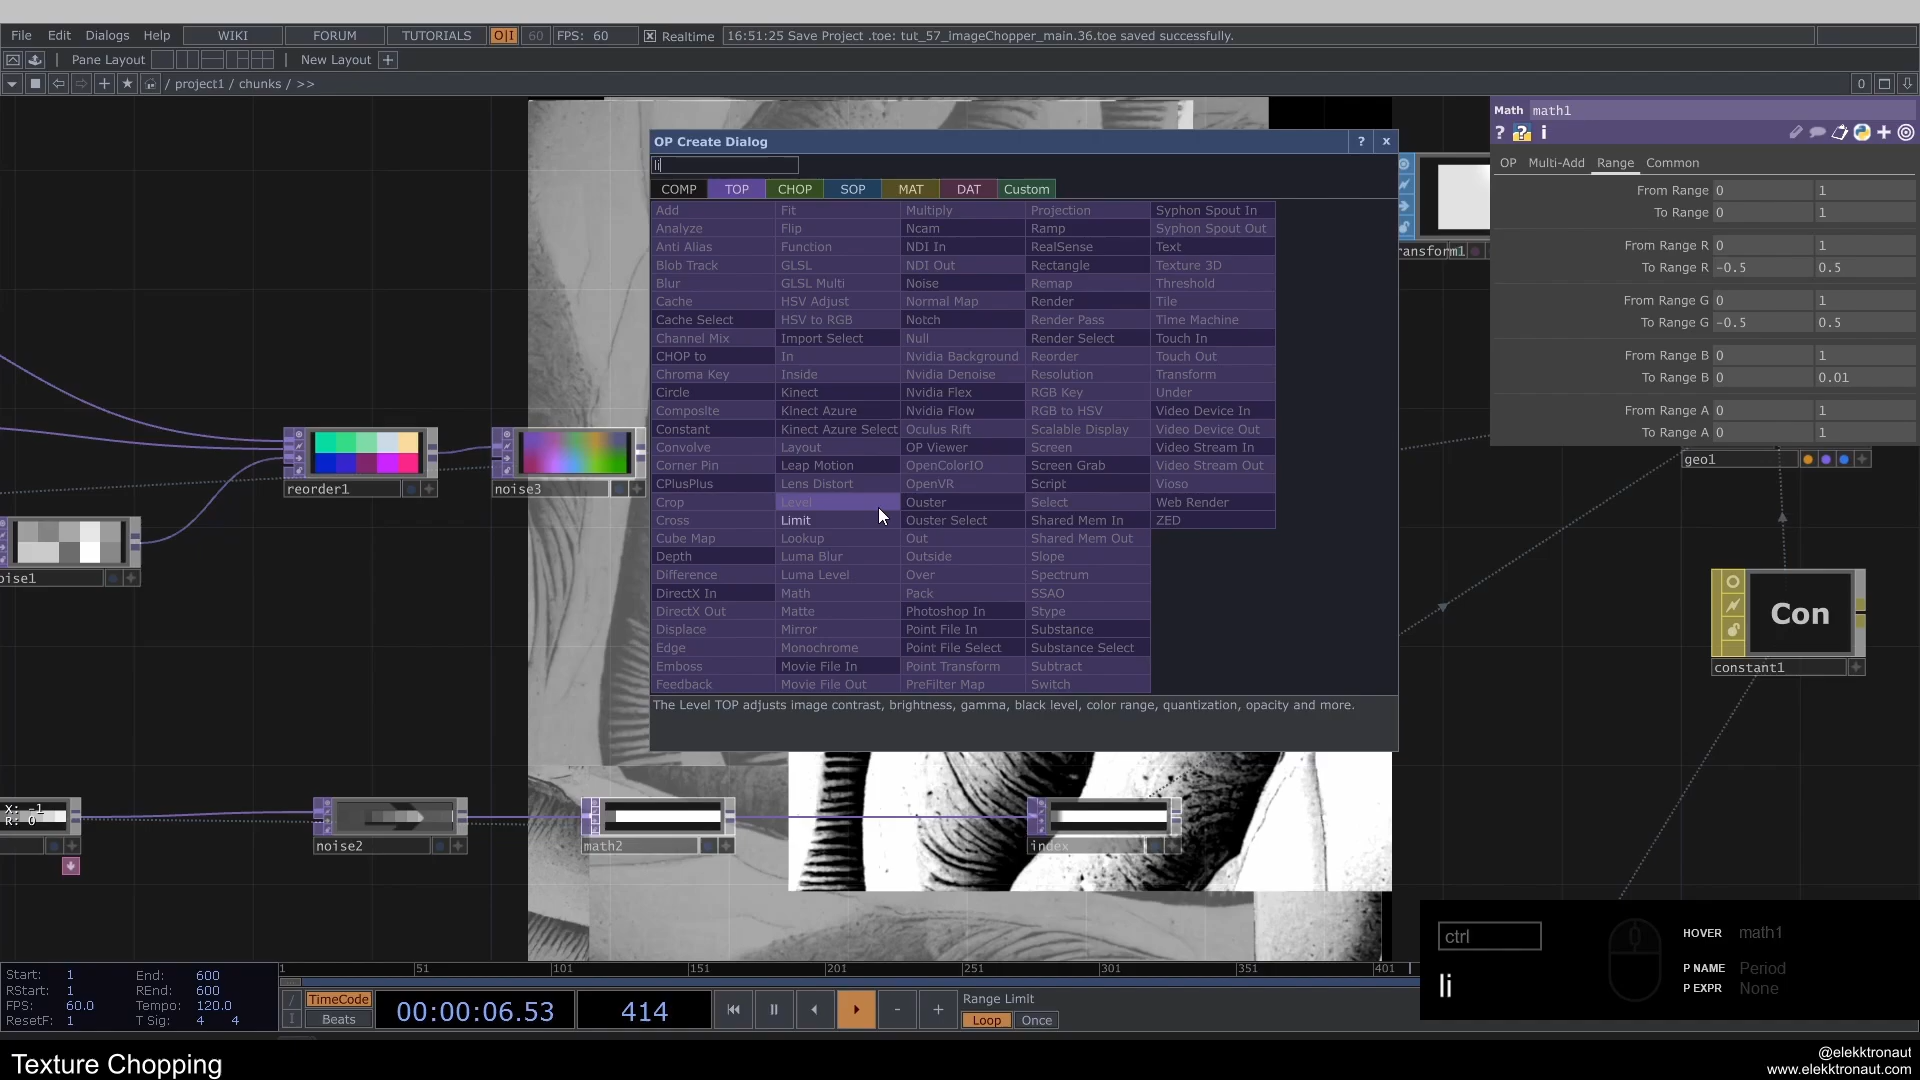 File Edit Dialogs Help WIKI FORUM TUTORIALS O|I 60 FPS: 60 Realtime 16:51:25 Save Project .toe: tut_57_imageChopper_main.36.toe saved successfully.
Pane Layout New Layout +
/ project1 / chunks / >> 0
OP Create Dialog ? x
li
COMP TOP CHOP SOP MAT DAT Custom
Add Fit Multiply Projection Syphon Spout In
Analyze Flip Ncam Ramp Syphon Spout Out
Anti Alias Function NDI In RealSense Text
Blob Track GLSL NDI Out Rectangle Texture 3D
Blur GLSL Multi Noise Remap Threshold
Cache HSV Adjust Normal Map Render Tile
Cache Select HSV to RGB Notch Render Pass Time Machine
Channel Mix Import Select Null Render Select Touch In
CHOP to In Nvidia Background Reorder Touch Out
Chroma Key Inside Nvidia Denoise Resolution Transform
Circle Kinect Nvidia Flex RGB Key Under
Composite Kinect Azure Nvidia Flow RGB to HSV Video Device In
Constant Kinect Azure Select Oculus Rift Scalable Display Video Device Out
Convolve Layout OP Viewer Screen Video Stream In
Corner Pin Leap Motion OpenColorIO Screen Grab Video Stream Out
CPlusPlus Lens Distort OpenVR Script Vioso
Crop Level Ouster Select Web Render
Cross Limit Ouster Select Shared Mem In ZED
Cube Map Lookup Out Shared Mem Out
Depth Luma Blur Outside Slope
Difference Luma Level Over Spectrum
DirectX In Math Pack SSAO
DirectX Out Matte Photoshop In Stype
Displace Mirror Point File In Substance
Edge Monochrome Point File Select Substance Select
Emboss Movie File In Point Transform Subtract
Feedback Movie File Out PreFilter Map Switch
The Level TOP adjusts image contrast, brightness, gamma, black level, color range, quantization, opacity and more.
Math math1
? ? i
OP Multi-Add Range Common
From Range 0 1
To Range 0 1
From Range R 0 1
To Range R -0.5 0.5
From Range G 0 1
To Range G -0.5 0.5
From Range B 0 1
To Range B 0 0.01
From Range A 0 1
To Range A 0 1
ransform1
geo1
reorder1
noise3
oise1
Con
constant1
X: -1
R: 0
noise2
math2
index
ctrl
li
HOVER math1
P NAME Period
P EXPR None
1 51 101 151 201 251 301 351 401
Start: 1 End: 600
RStart: 1 REnd: 600
FPS: 60.0 Tempo: 120.0
ResetF: 1 T Sig: 4 4
/ TimeCode
I Beats
00:00:06.53 414 - +
Range Limit
Loop Once
Texture Chopping
@elekktronaut
www.elekktronaut.com